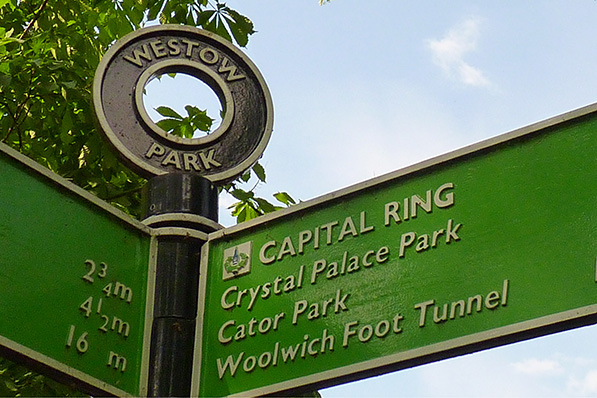 WESTOW
PARK
2¾m
4½m
16 m
CAPITAL RING
Crystal Palace Park
Cator Park
Woolwich Foot Tunnel